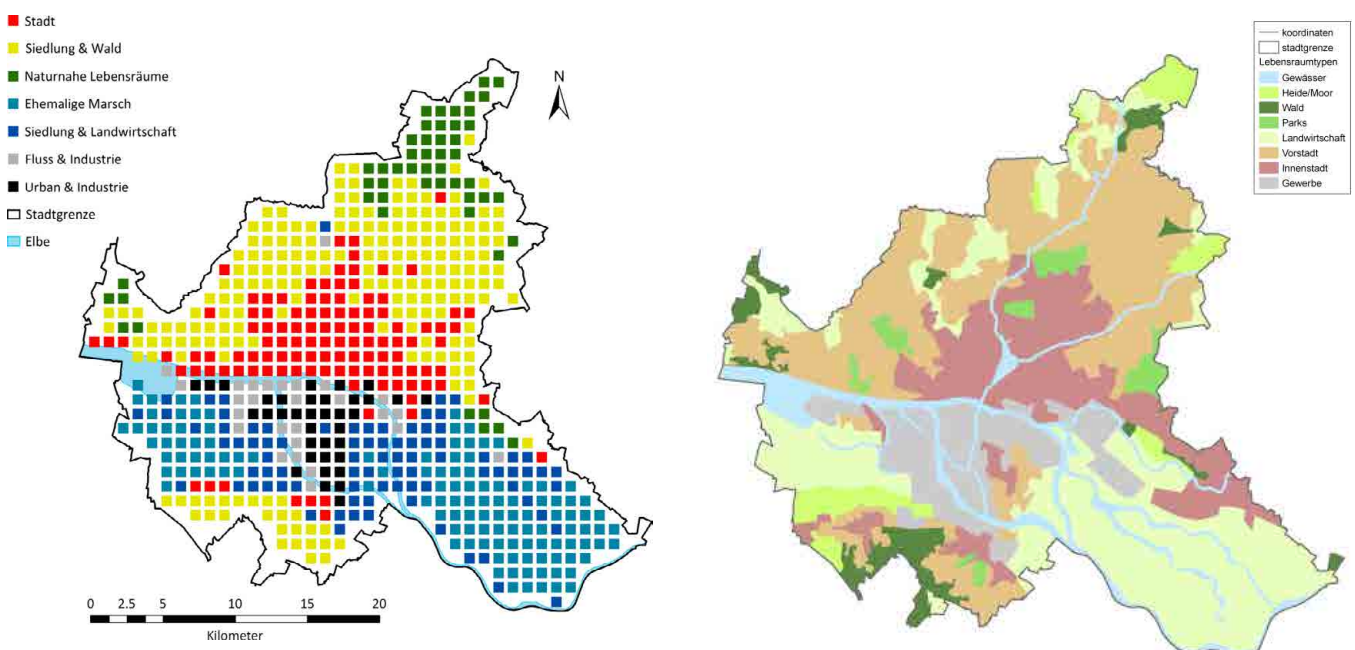 Stadt
Siedlung & Wald
Naturnahe Lebensräume
Ehemalige Marsch
Siedlung & Landwirtschaft
Fluss & Industrie
Urban & Industrie
Stadtgrenze
Elbe
N
0 2.5 5 10 15 20
Kilometer
koordinaten
stadtgrenze
Lebensraumtypen
Gewässer
Heide/Moor
Wald
Parks
Landwirtschaft
Vorstadt
Innenstadt
Gewerbe